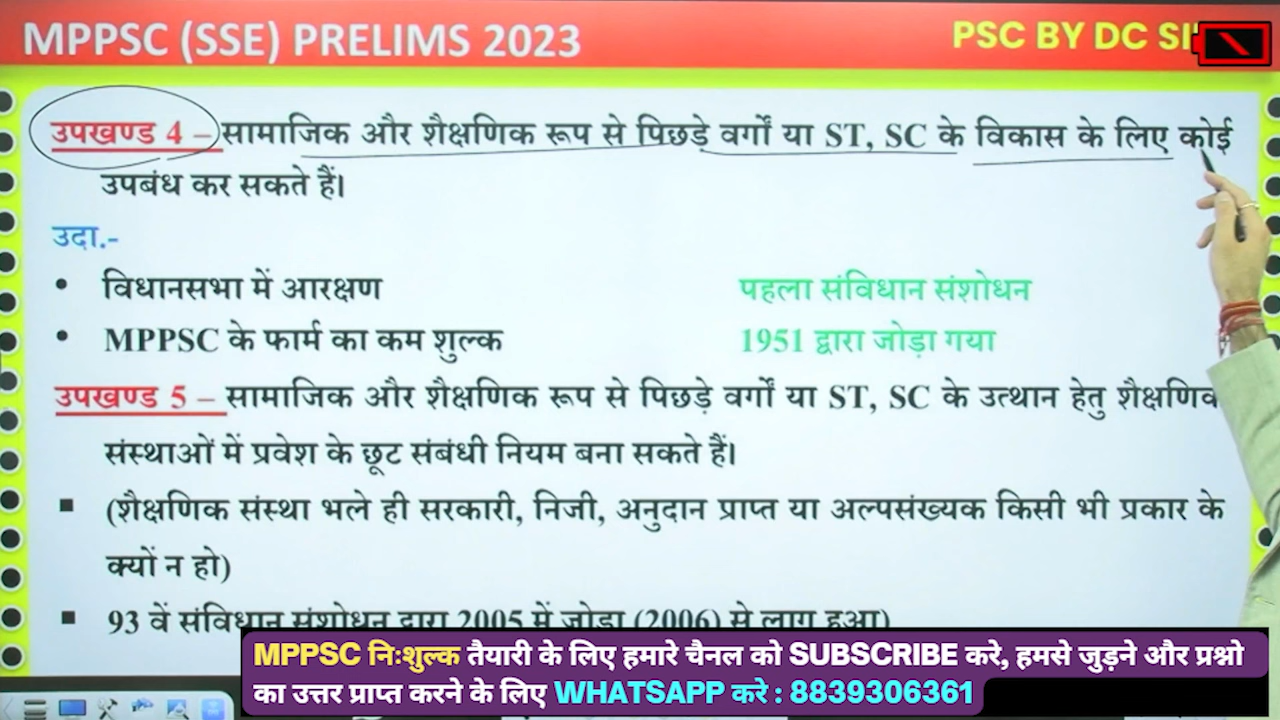 MPPSC (SSE) PRELIMS 2023
PSC BY DC
उपखण्ड 4 – सामाजिक और शैक्षणिक रूप से पिछड़े वर्गों या ST, SC के विकास के लिए कोई
उपबंध कर सकते हैं।
उदा.-
• विधानसभा में आरक्षण
पहला संविधान संशोधन
• MPPSC के फार्म का कम शुल्क
1951 द्वारा जोड़ा गया
उपखण्ड 5 – सामाजिक और शैक्षणिक रूप से पिछड़े वर्गों या ST, SC के उत्थान हेतु शैक्षणिक
संस्थाओं में प्रवेश के छूट संबंधी नियम बना सकते हैं।
▪ (शैक्षणिक संस्था भले ही सरकारी, निजी, अनुदान प्राप्त या अल्पसंख्यक किसी भी प्रकार के
क्यों न हो)
▪ 93 वें संविधान संशोधन द्वारा 2005 में जोड़ा (2006) से लागू हुआ)
MPPSC निःशुल्क तैयारी के लिए हमारे चैनल को SUBSCRIBE करे, हमसे जुड़ने और प्रश्नो
का उत्तर प्राप्त करने के लिए WHATSAPP करे : 8839306361